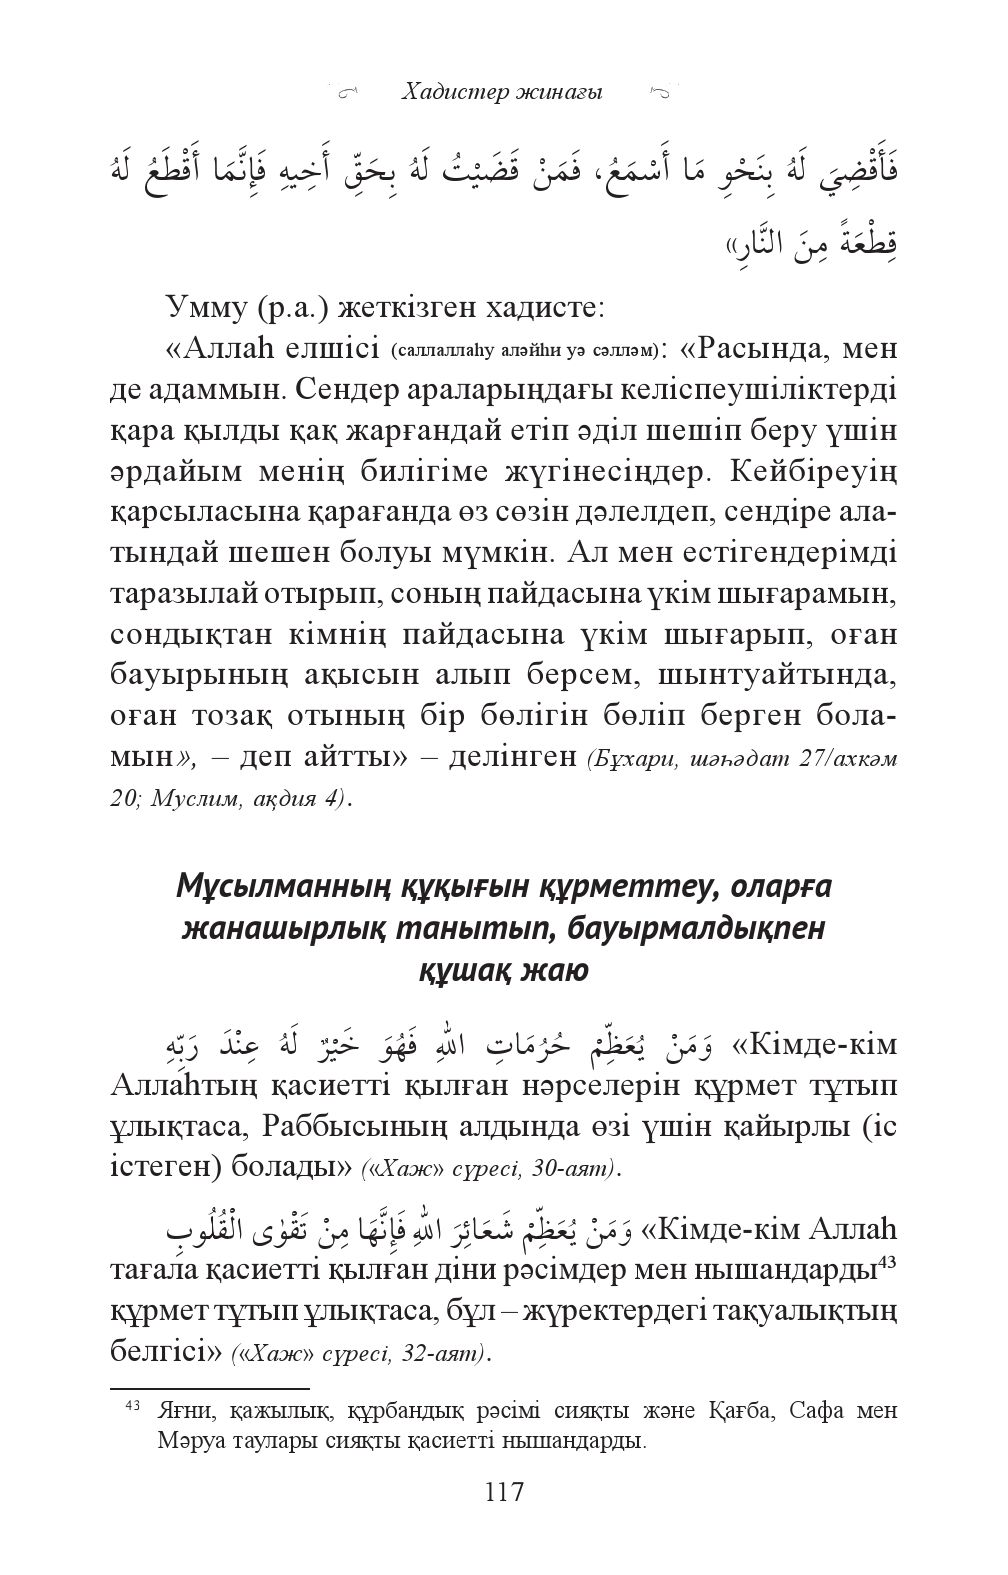 Хадистер жинағы
فَأَقْضِيَ لَهُ بِنَحْوِ مَا أَسْمَعُ، فَمَنْ قَضَيْتُ لَهُ بِحَقِّ أَخِيهِ فَإِنَّمَا أَقْطَعُ لَهُ
قِطْعَةً مِنَ النَّارِ»
Умму (р.а.) жеткізген хадисте:
«Аллаһ елшісі (саллаллаһу аләйһи уә сәлләм): «Расында, мен
де адаммын. Сендер араларыңдағы келіспеушіліктерді
қара қылды қақ жарғандай етіп әділ шешіп беру үшін
әрдайым менің билігіме жүгінесіңдер. Кейбіреуің
қарсыласына қарағанда өз сөзін дәлелдеп, сендіре ала-
тындай шешен болуы мүмкін. Ал мен естігендерімді
таразылай отырып, соның пайдасына үкім шығарамын,
сондықтан кімнің пайдасына үкім шығарып, оған
бауырының ақысын алып берсем, шынтуайтында,
оған тозақ отының бір бөлігін бөліп берген бола-
мын», – деп айтты» – делінген (Бұхари, шәһәдат 27/ахкәм
20; Муслим, ақдия 4).
Мұсылманның құқығын құрметтеу, оларға
жанашырлық танытып, бауырмалдықпен
құшақ жаю
وَمَنْ يُعَظِّمْ حُرُمَاتِ اللهِ فَهُوَ خَيْرٌ لَهُ عِنْدَ رَبِّهِ «Кімде-кім
Аллаһтың қасиетті қылған нәрселерін құрмет тұтып
ұлықтаса, Раббысының алдында өзі үшін қайырлы (іс
істеген) болады» («Хаж» сүресі, 30-аят).
وَمَنْ يُعَظِّمْ شَعَائِرَ اللهِ فَإِنَّهَا مِنْ تَقْوٰى الْقُلُوبِ «Кімде-кім Аллаһ
тағала қасиетті қылған діни рәсімдер мен нышандарды43
құрмет тұтып ұлықтаса, бұл – жүректердегі тақуалықтың
белгісі» («Хаж» сүресі, 32-аят).
43 Яғни, қажылық, құрбандық рәсімі сияқты және Қағба, Сафа мен
Мәруа таулары сияқты қасиетті нышандарды.
117